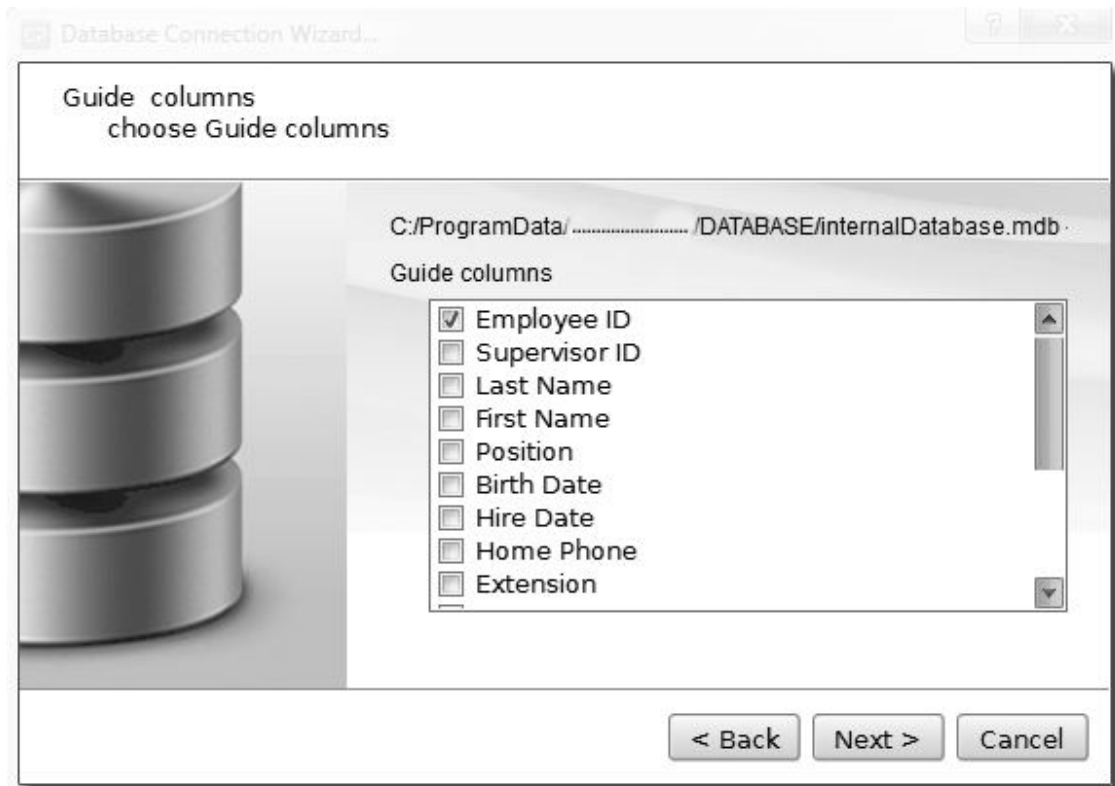 Database Connection Wizard...
Guide columns
choose Guide columns
C:/ProgramData/ ........................ /DATABASE/internalDatabase.mdb
Guide columns
Employee ID
Supervisor ID
Last Name
First Name
Position
Birth Date
Hire Date
Home Phone
Extension
< Back Next > Cancel